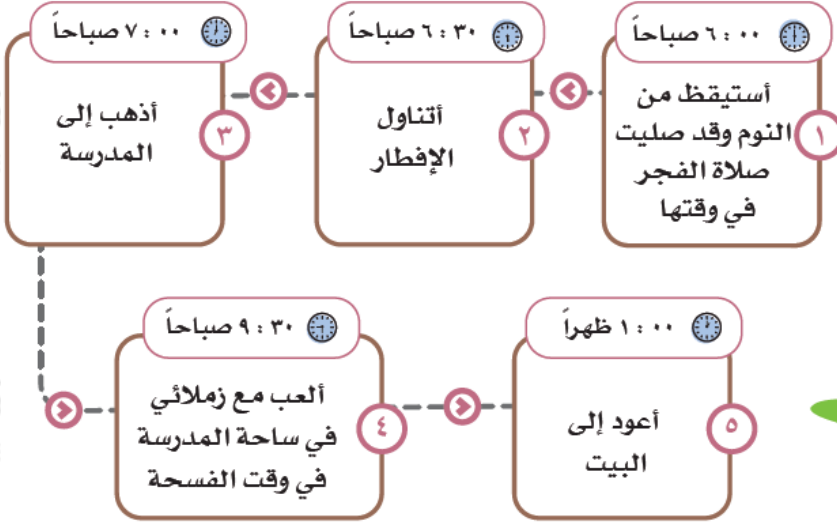 ٦ : ٠٠ صباحاً
١
أستيقظ من
النوم وقد صليت
صلاة الفجر
في وقتها
٦ : ٣٠ صباحاً
٢
أتناول
الإفطار
٧ : ٠٠ صباحاً
٣
أذهب إلى
المدرسة
٩ : ٣٠ صباحاً
٤
ألعب مع زملائي
في ساحة المدرسة
في وقت الفسحة
١ : ٠٠ ظهراً
٥
أعود إلى
البيت